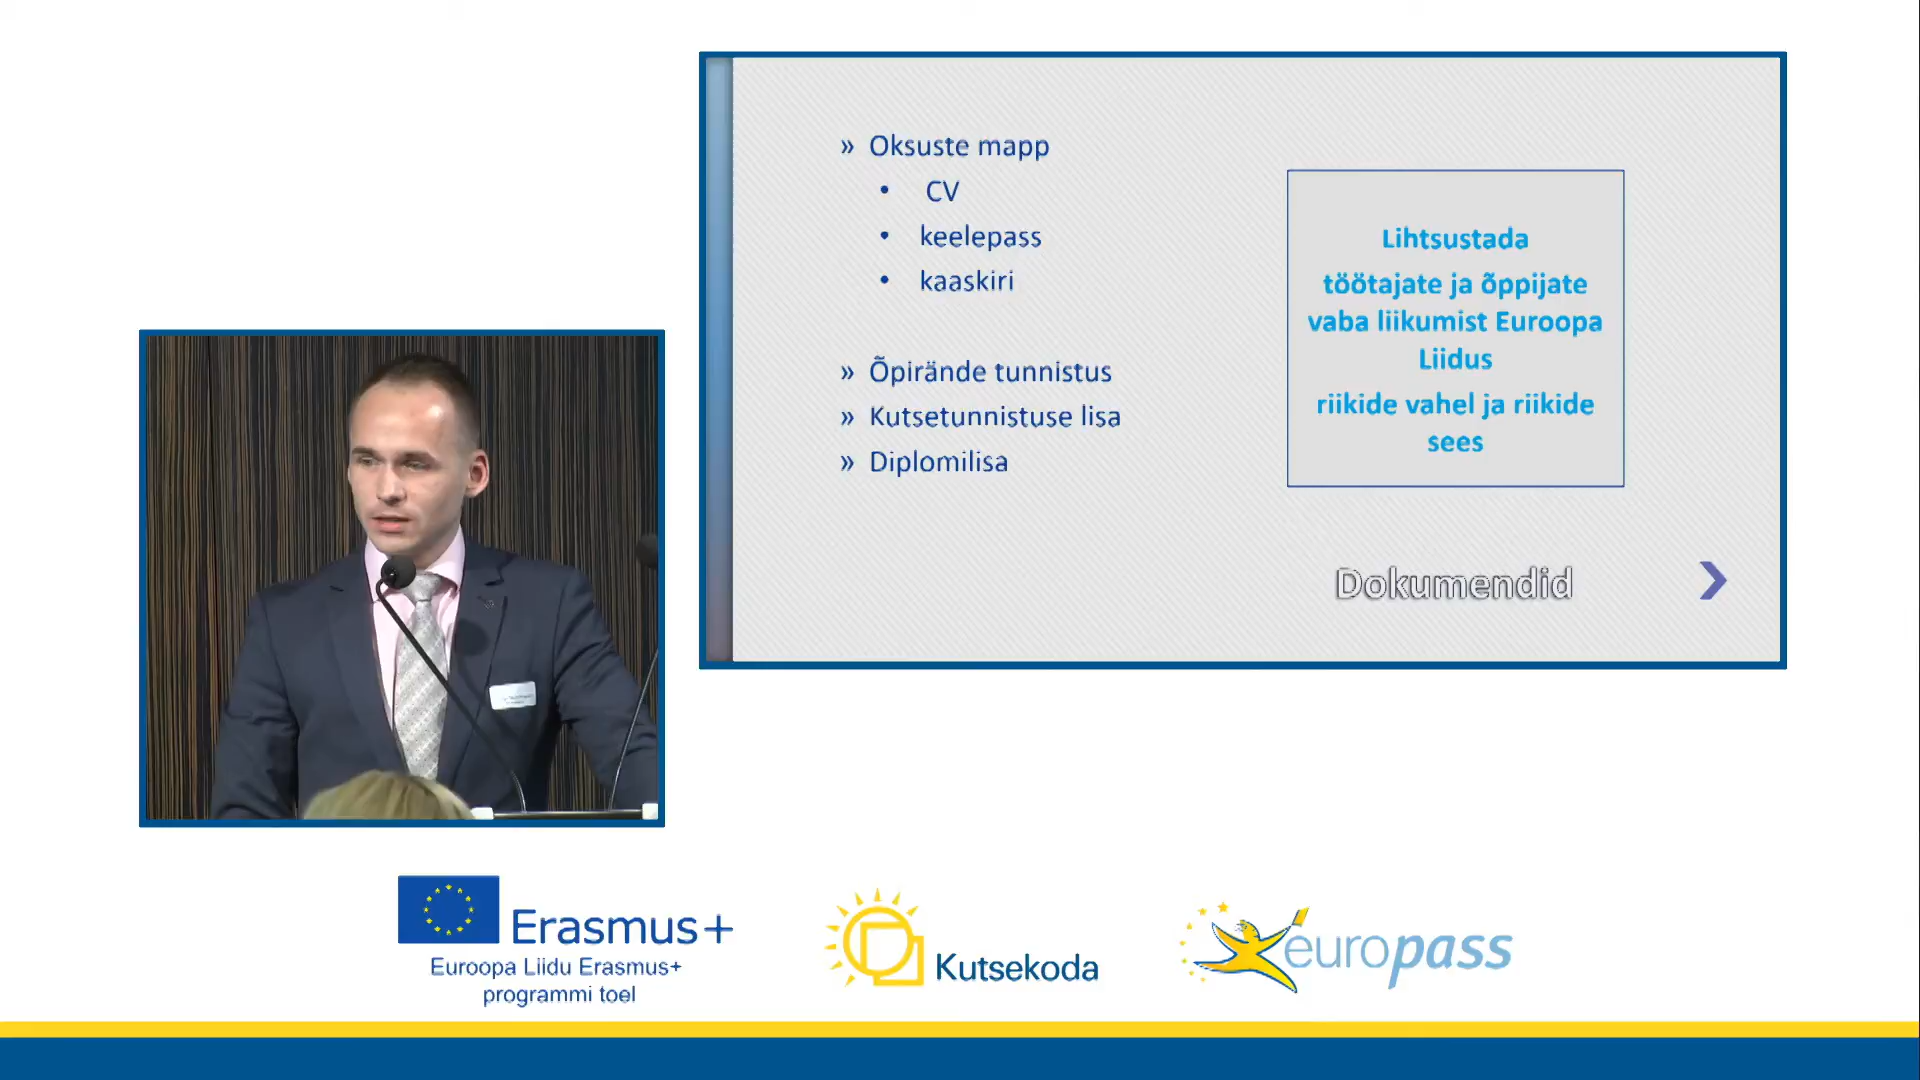 » Oksuste mapp
• CV
• keelepass
• kaaskiri
» Õpirände tunnistus
» Kutsetunnistuse lisa
» Diplomilisa
Lihtsustada
töötajate ja õppijate
vaba liikumist Euroopa
Liidus
riikide vahel ja riikide
sees
Dokumendid
Erasmus+
Euroopa Liidu Erasmus+
programmi toel
Kutsekoda
europass